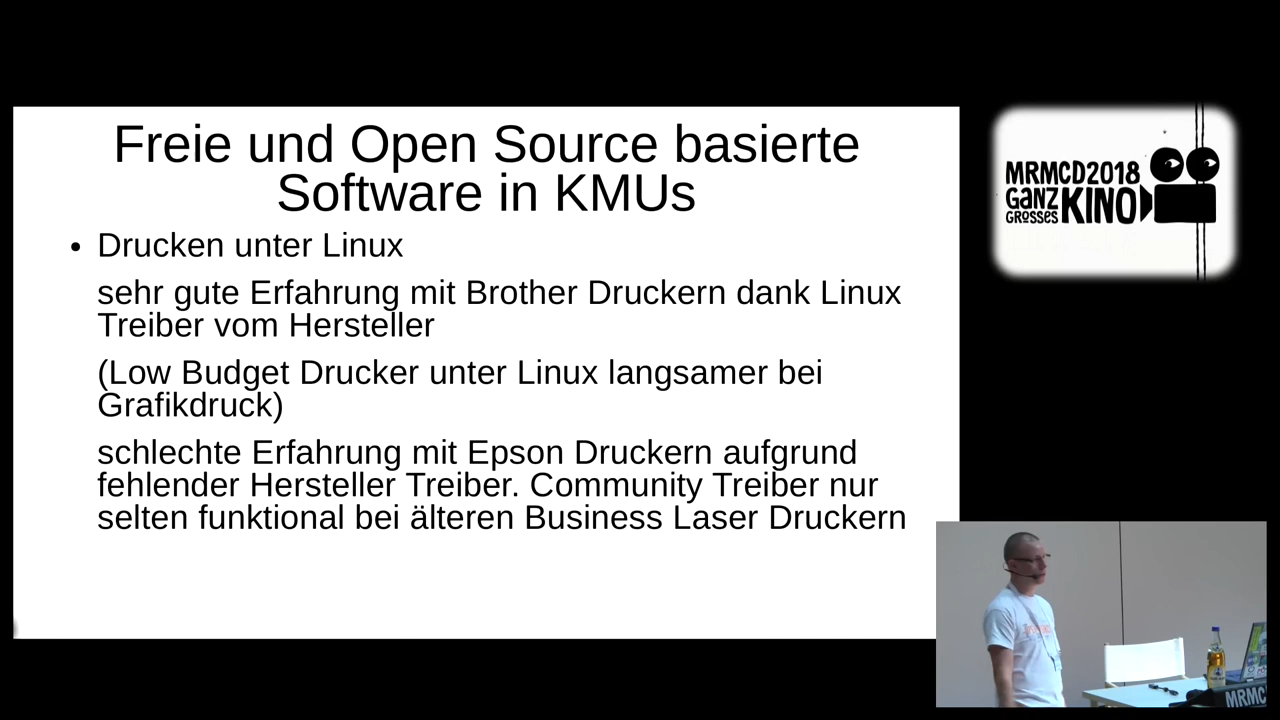 Freie und Open Source basierte
Software in KMUs
• Drucken unter Linux
sehr gute Erfahrung mit Brother Druckern dank Linux
Treiber vom Hersteller
(Low Budget Drucker unter Linux langsamer bei
Grafikdruck)
schlechte Erfahrung mit Epson Druckern aufgrund
fehlender Hersteller Treiber. Community Treiber nur
selten funktional bei älteren Business Laser Druckern
MRMCD2018
GANZ
GROSSES
KINO
MRMC